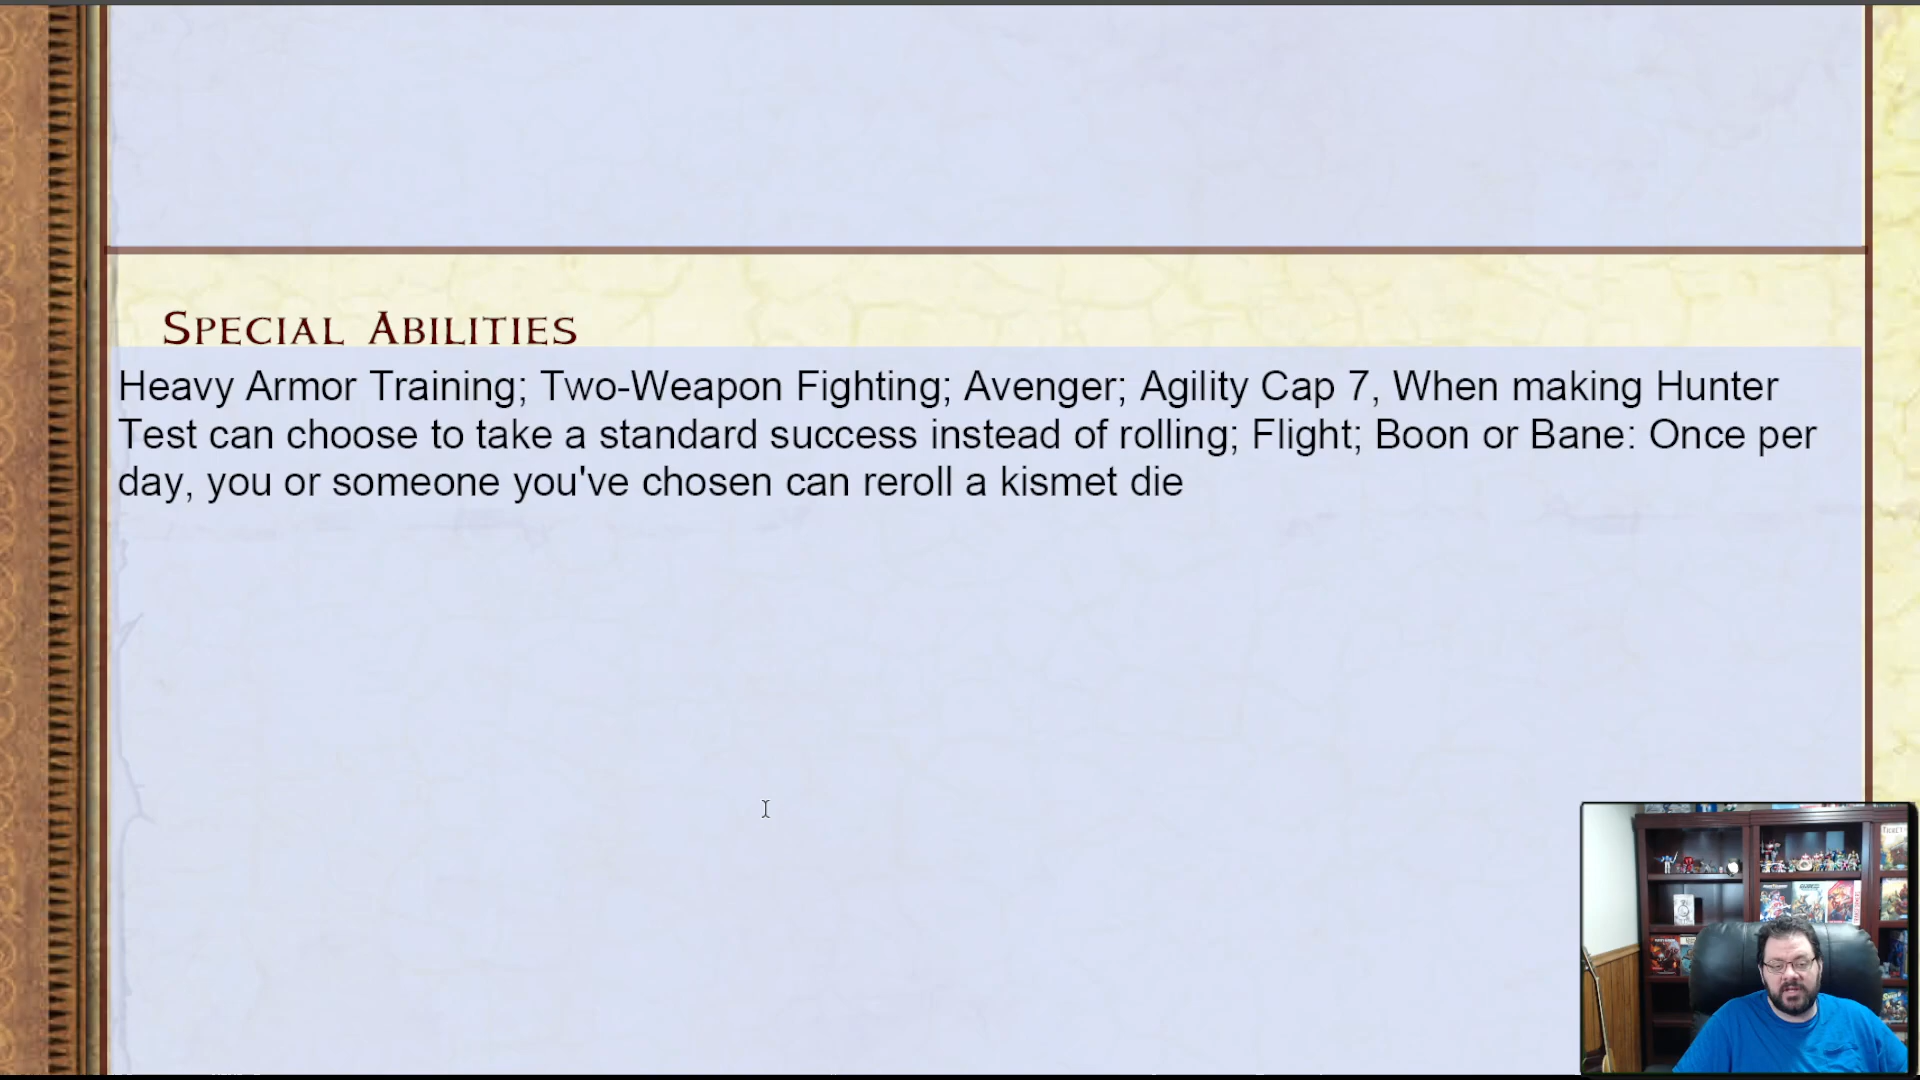 Special Abilities
Heavy Armor Training; Two-Weapon Fighting; Avenger; Agility Cap 7, When making Hunter
Test can choose to take a standard success instead of rolling; Flight; Boon or Bane: Once per
day, you or someone you've chosen can reroll a kismet die